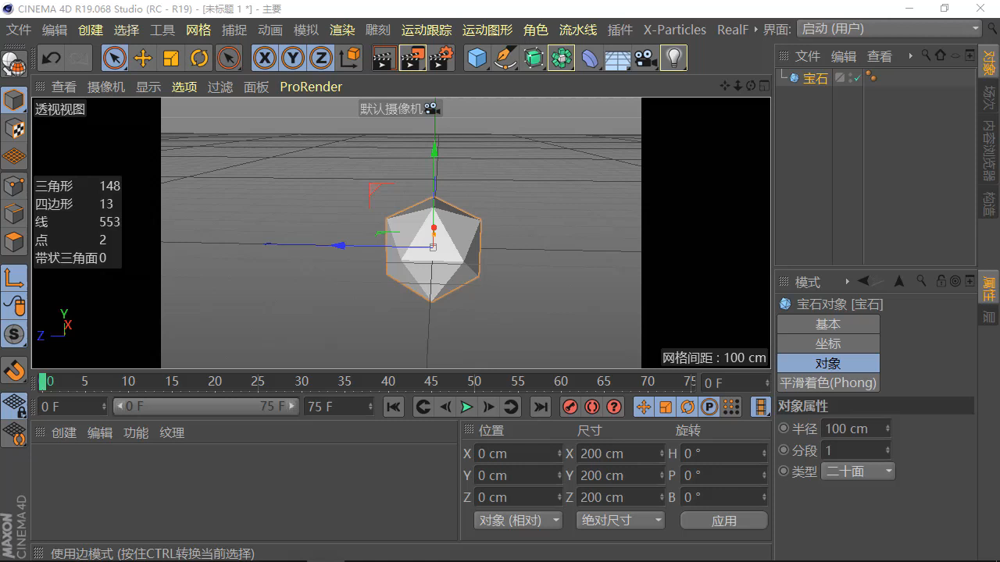 CINEMA 4D R19.068 Studio (RC - R19) - [未标题 1 *] - 主要
文件 编辑 创建 选择 工具 网格 捕捉 动画 模拟 渲染 雕刻 运动跟踪 运动图形 角色 流水线 插件 X-Particles RealF 界面: 启动 (用户)
查看 摄像机 显示 选项 过滤 面板 ProRender
文件 编辑 查看
宝石
透视视图
默认摄像机
三角形 148
四边形 13
线 553
点 2
带状三角面 0
Y
X
Z
网格间距 : 100 cm
对象
场次
内容浏览器
构造
模式
宝石对象 [宝石]
基本
坐标
对象
平滑着色(Phong)
对象属性
半径 100 cm
分段 1
类型 二十面
属性
层
0 5 10 15 20 25 30 35 40 45 50 55 60 65 70 75 0 F
0 F 0 F 75 F 75 F
创建 编辑 功能 纹理
位置 尺寸 旋转
X 0 cm X 200 cm H 0 °
Y 0 cm Y 200 cm P 0 °
Z 0 cm Z 200 cm B 0 °
对象 (相对) 绝对尺寸 应用
MAXON CINEMA 4D
使用边模式 (按住CTRL转换当前选择)